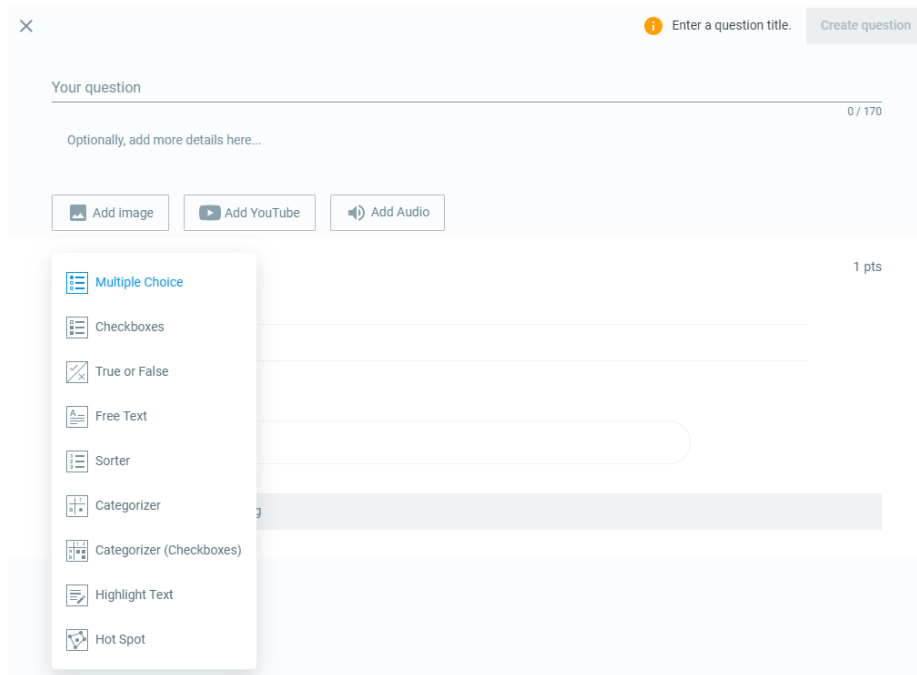 Enter a question title.
Create question
Your question
0 / 170
Optionally, add more details here...
Add image
Add YouTube
Add Audio
1 pts
Multiple Choice
Checkboxes
True or False
Free Text
Sorter
Categorizer
Categorizer (Checkboxes)
Highlight Text
Hot Spot